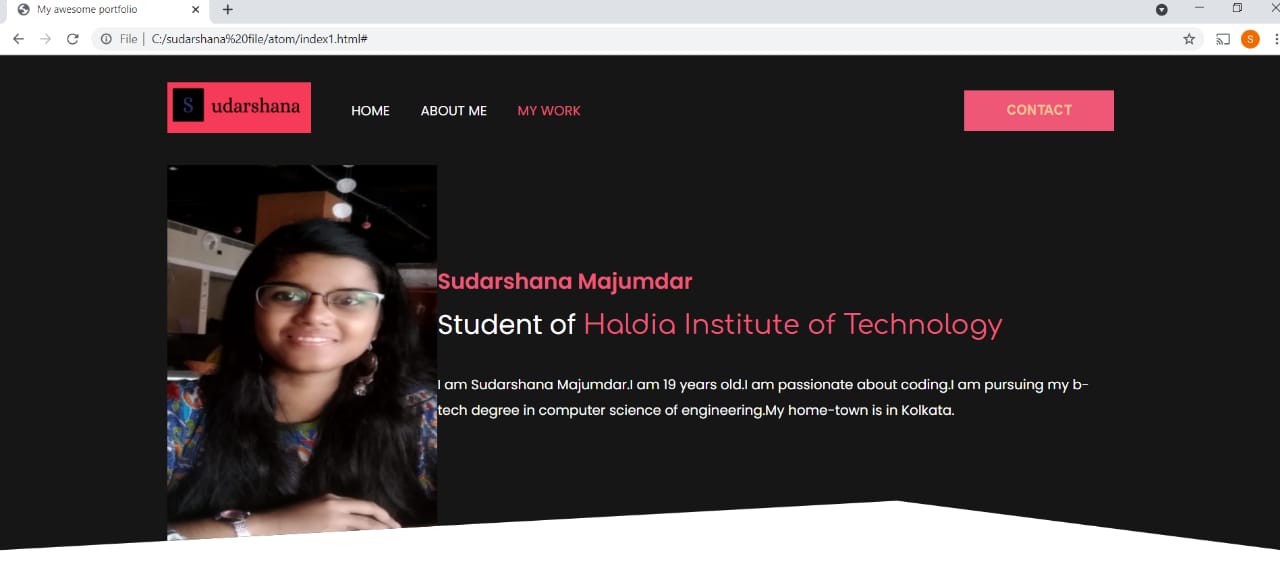 My awesome portfolio
File | C:/sudarshana%20file/atom/index1.html#
S
S udarshana
HOME ABOUT ME MY WORK
CONTACT
Sudarshana Majumdar
Student of Haldia Institute of Technology
I am Sudarshana Majumdar.I am 19 years old.I am passionate about coding.I am pursuing my b-
tech degree in computer science of engineering.My home-town is in Kolkata.